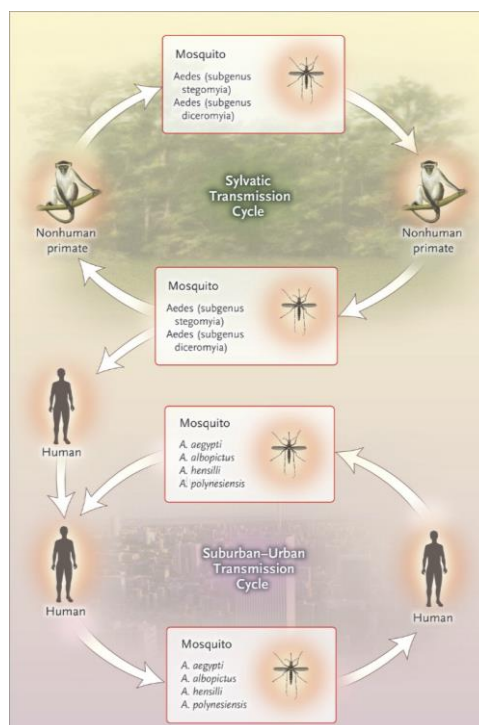 Mosquito
Aedes (subgenus
stegomyia)
Aedes (subgenus
diceromyia)
Sylvatic
Transmission
Cycle
Nonhuman
primate
Nonhuman
primate
Mosquito
Aedes (subgenus
stegomyia)
Aedes (subgenus
diceromyia)
Human
Mosquito
A. aegypti
A. albopictus
A. hensilli
A. polynesiensis
Suburban–Urban
Transmission
Cycle
Human
Human
Mosquito
A. aegypti
A. albopictus
A. hensilli
A. polynesiensis